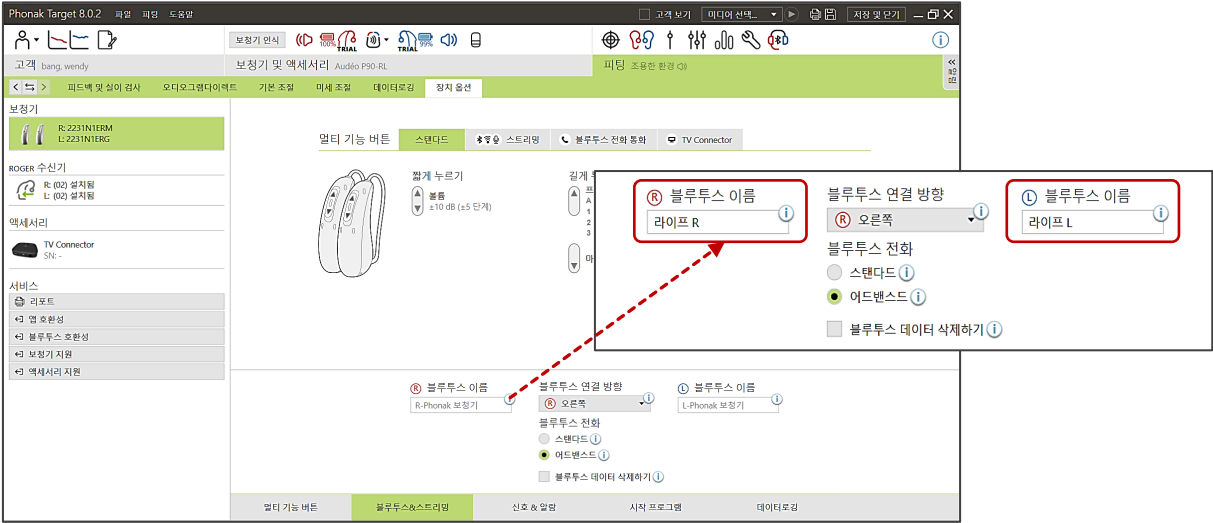 Phonak Target 8.0.2 파일 피팅 도움말
고객 보기 미디어 선택... 저장 및 닫기
보청기 인식 100% TRIAL TRIAL 99%
고객 bang, wendy
보청기 및 액세서리 Audéo P90-RL
피팅 조용한 환경
알림
피드백 및 실이 검사 오디오그램다이렉트 기본 조절 미세 조절 데이터로깅 장치 옵션
보청기
R: 2231N1ERM
L: 2231N1ERG
ROGER 수신기
R: (02) 설치됨
L: (02) 설치됨
액세서리
TV Connector
SN: -
서비스
리포트
앱 호환성
블루투스 호환성
보청기 지원
액세서리 지원
멀티 기능 버튼 스탠다드 스트리밍 블루투스 전화 통화 TV Connector
짧게 누르기
볼륨
±10 dB (±5 단계)
길게
프
A
1
2
3
R 블루투스 이름
라이프 R
블루투스 연결 방향
R 오른쪽
블루투스 전화
스탠다드
어드밴스드
블루투스 데이터 삭제하기
L 블루투스 이름
라이프 L
R 블루투스 이름
R-Phonak 보청기
블루투스 연결 방향
R 오른쪽
블루투스 전화
스탠다드
어드밴스드
블루투스 데이터 삭제하기
L 블루투스 이름
L-Phonak 보청기
멀티 기능 버튼 블루투스&스트리밍 신호 & 알람 시작 프로그램 데이터로깅